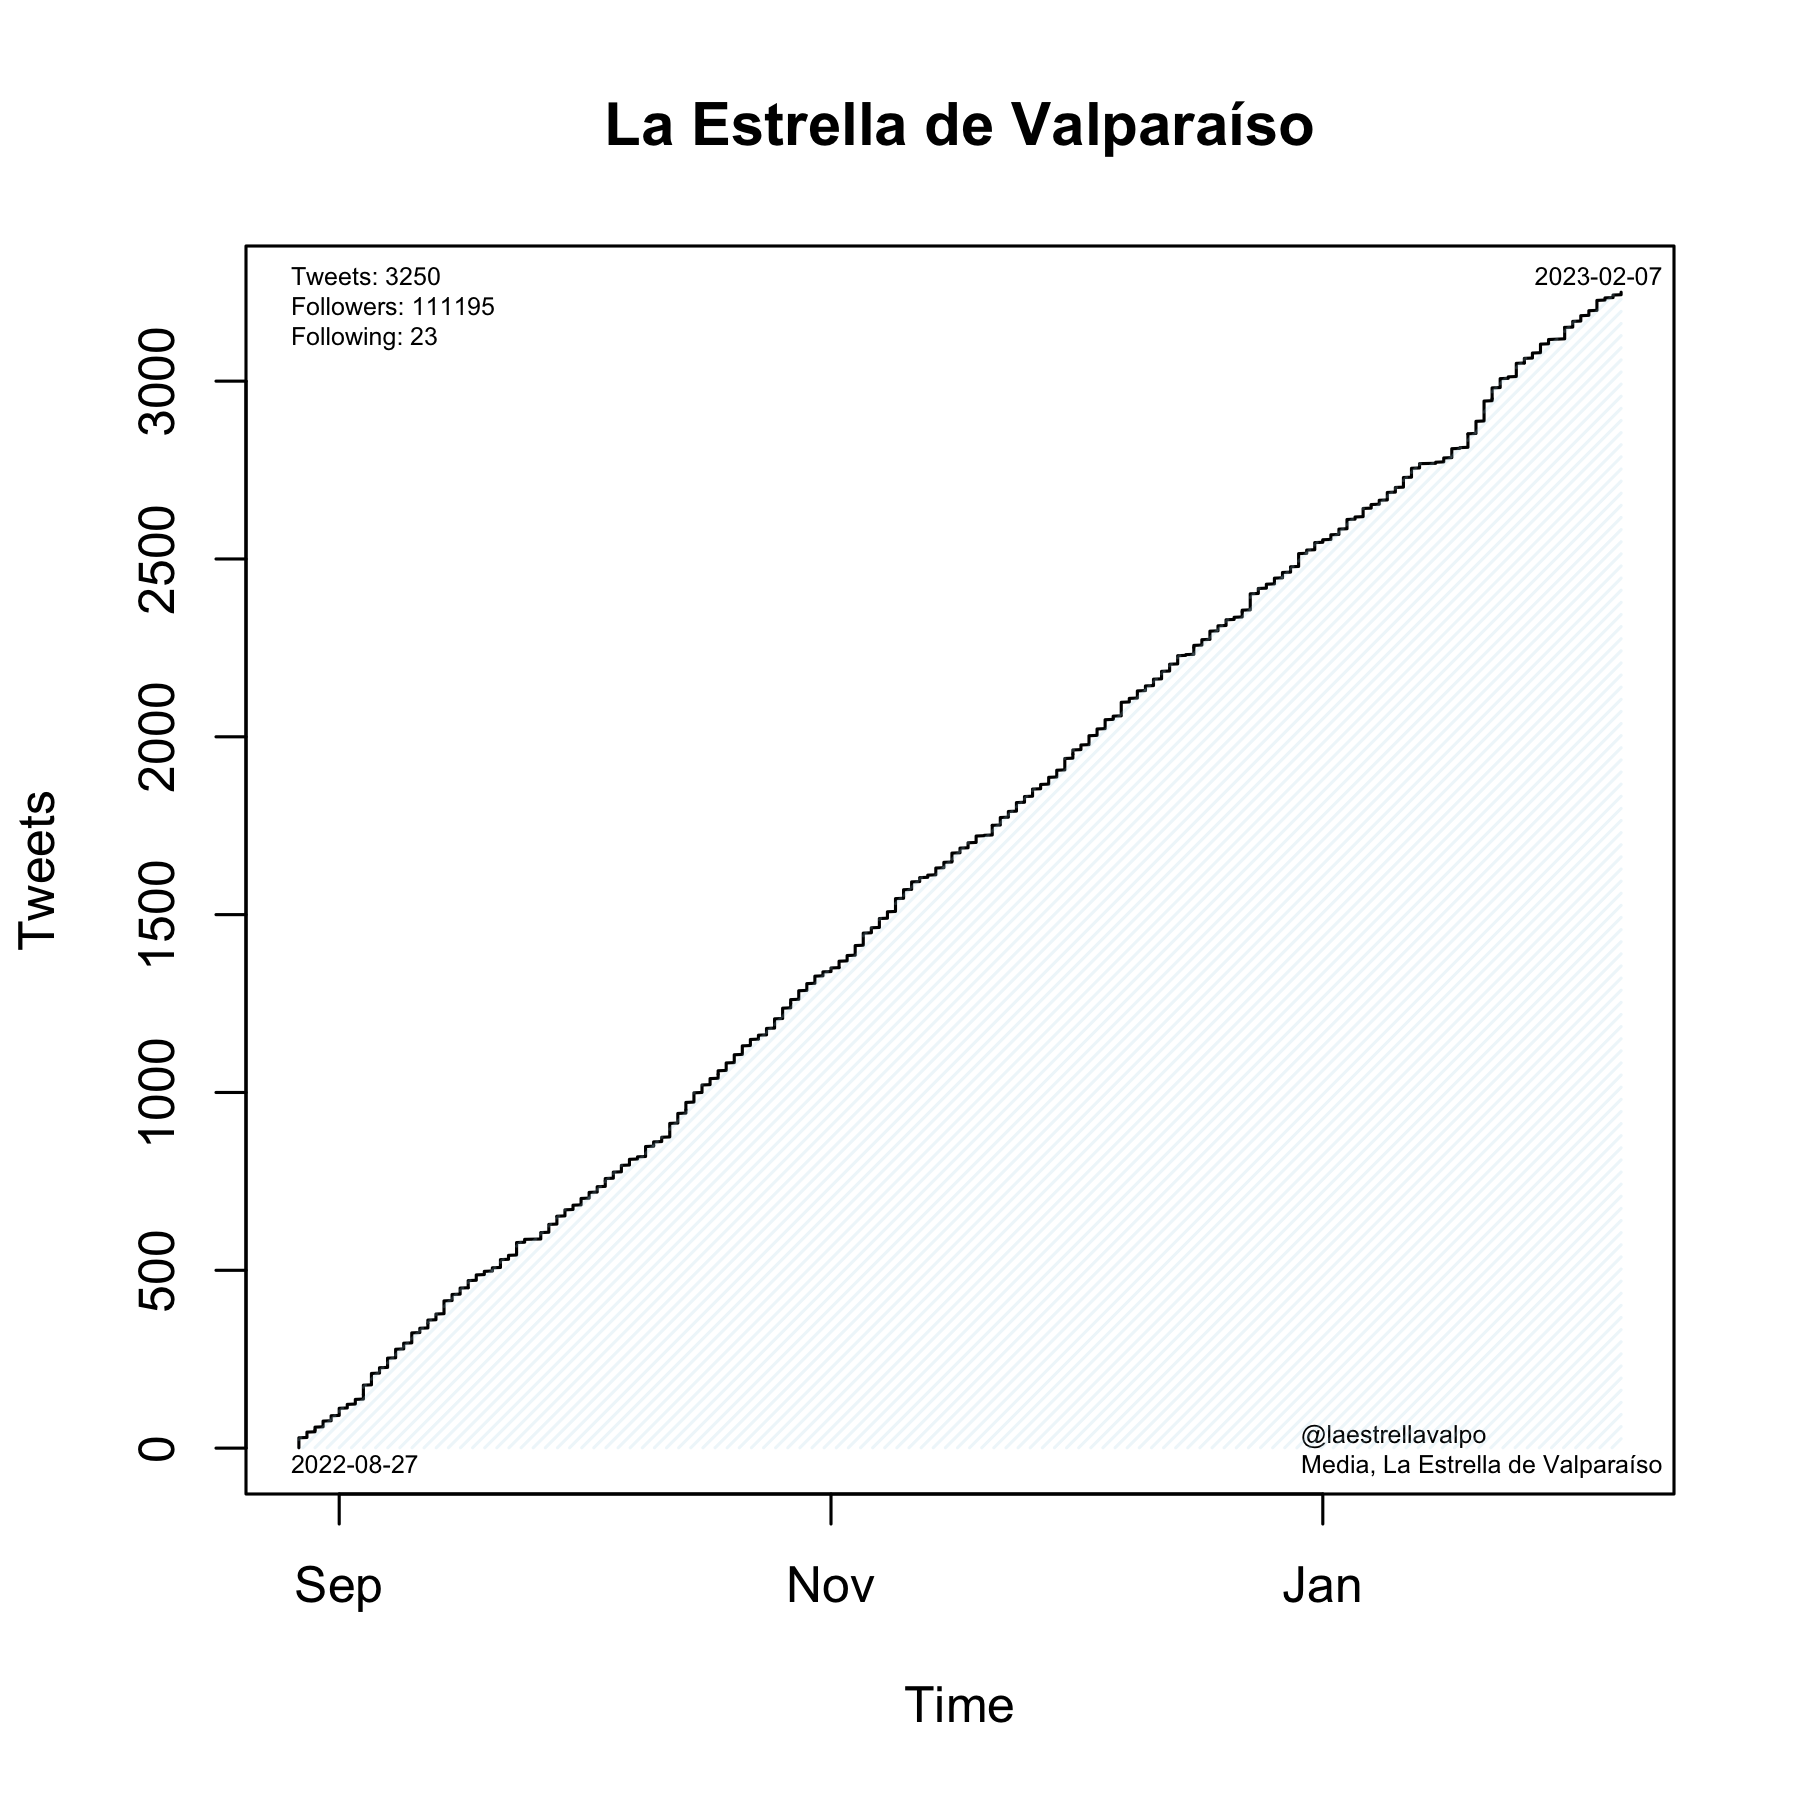 La Estrella de Valparaíso
Tweets: 3250
Followers: 111195
Following: 23
2023-02-07
3000
2500
2000
1500
1000
500
0
Tweets
@laestrellavalpo
Media, La Estrella de Valparaíso
2022-08-27
Sep
Nov
Jan
Time